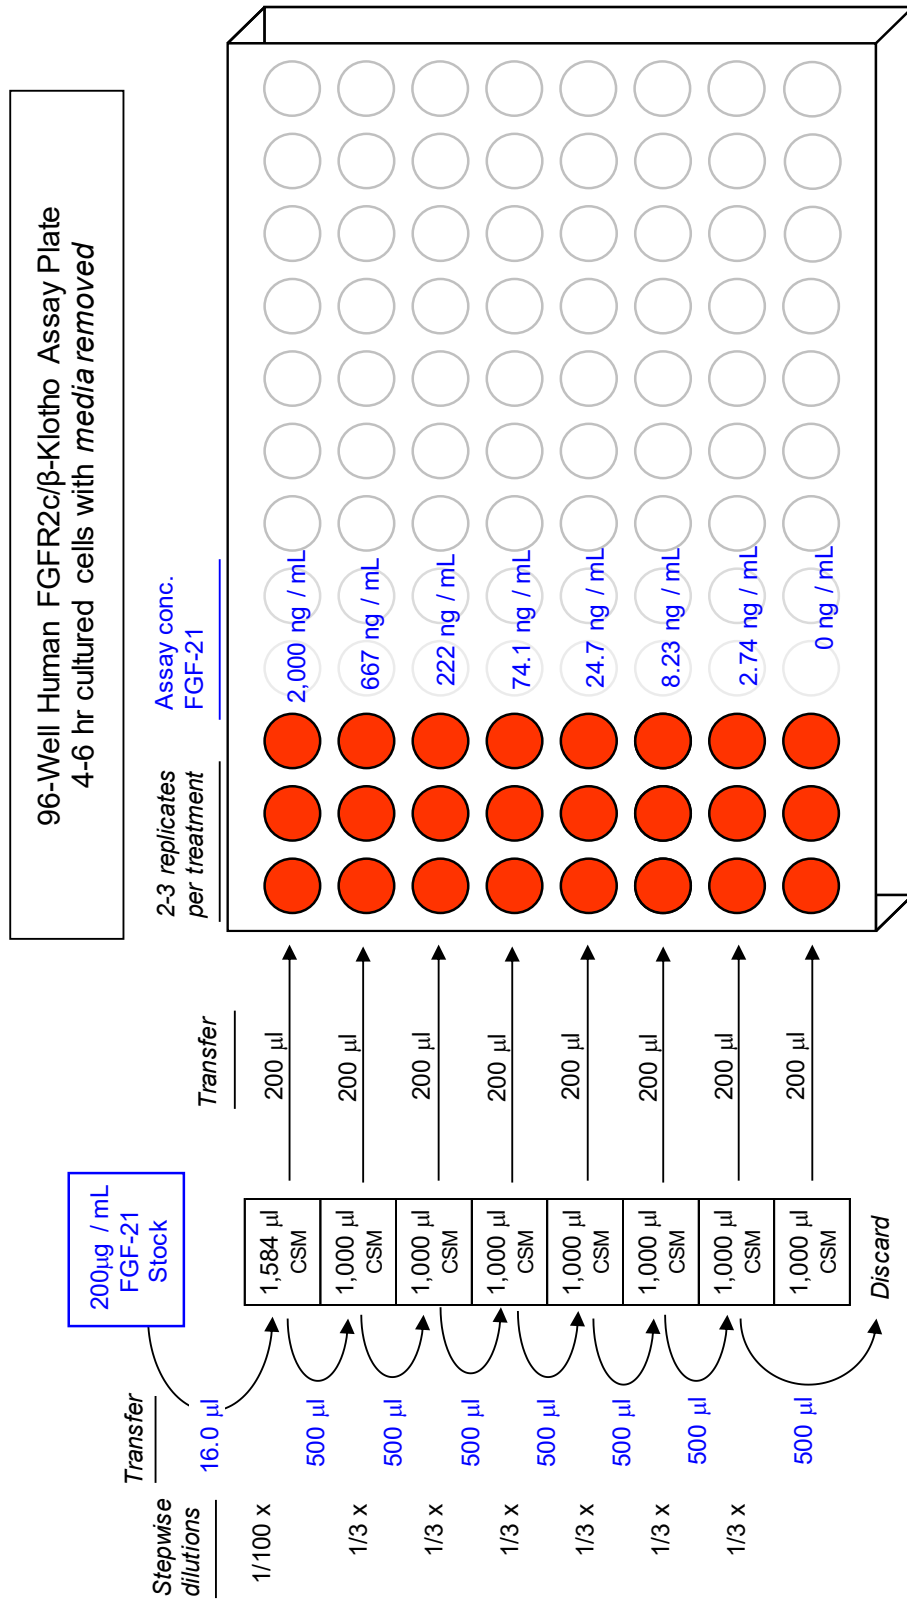 96-Well Human FGFR2c/β-Klotho Assay Plate
4-6 hr cultured cells with media removed
200µg / mL
FGF-21
Stock
Stepwise
dilutions
Transfer
Transfer
2-3 replicates
per treatment
Assay conc.
FGF-21
1/100 x
16.0 µl
1,584 µl
CSM
200 µl
2,000 ng / mL
1/3 x
500 µl
1,000 µl
CSM
200 µl
667 ng / mL
1/3 x
500 µl
1,000 µl
CSM
200 µl
222 ng / mL
1/3 x
500 µl
1,000 µl
CSM
200 µl
74.1 ng / mL
1/3 x
500 µl
1,000 µl
CSM
200 µl
24.7 ng / mL
1/3 x
500 µl
1,000 µl
CSM
200 µl
8.23 ng / mL
1/3 x
500 µl
1,000 µl
CSM
200 µl
2.74 ng / mL
500 µl
1,000 µl
CSM
200 µl
0 ng / mL
Discard